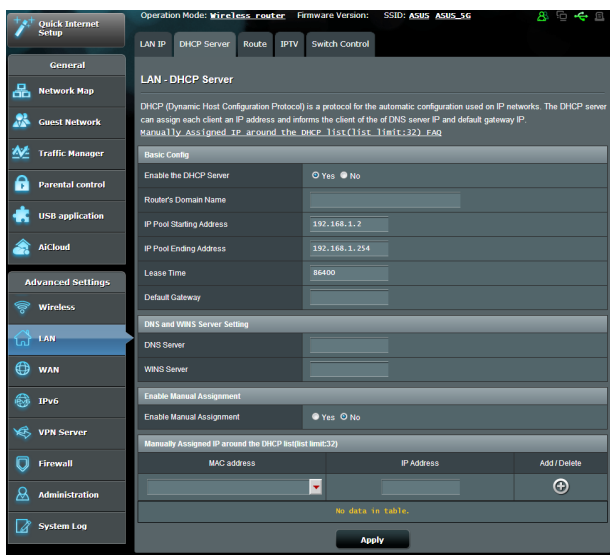 Quick Internet Setup
Operation Mode: Wireless router Firmware Version: SSID: ASUS ASUS_5G
LAN IP DHCP Server Route IPTV Switch Control
General
Network Map
Guest Network
Traffic Manager
Parental control
USB application
AiCloud
Advanced Settings
Wireless
LAN
WAN
IPv6
VPN Server
Firewall
Administration
System Log
LAN - DHCP Server
DHCP (Dynamic Host Configuration Protocol) is a protocol for the automatic configuration used on IP networks. The DHCP server
can assign each client an IP address and informs the client of the of DNS server IP and default gateway IP.
Manually Assigned IP around the DHCP list(list limit:32) FAQ
Basic Config
Enable the DHCP Server Yes No
Router's Domain Name
IP Pool Starting Address 192.168.1.2
IP Pool Ending Address 192.168.1.254
Lease Time 86400
Default Gateway
DNS and WINS Server Setting
DNS Server
WINS Server
Enable Manual Assignment
Enable Manual Assignment Yes No
Manually Assigned IP around the DHCP list(list limit:32)
MAC address IP Address Add / Delete
No data in table.
Apply